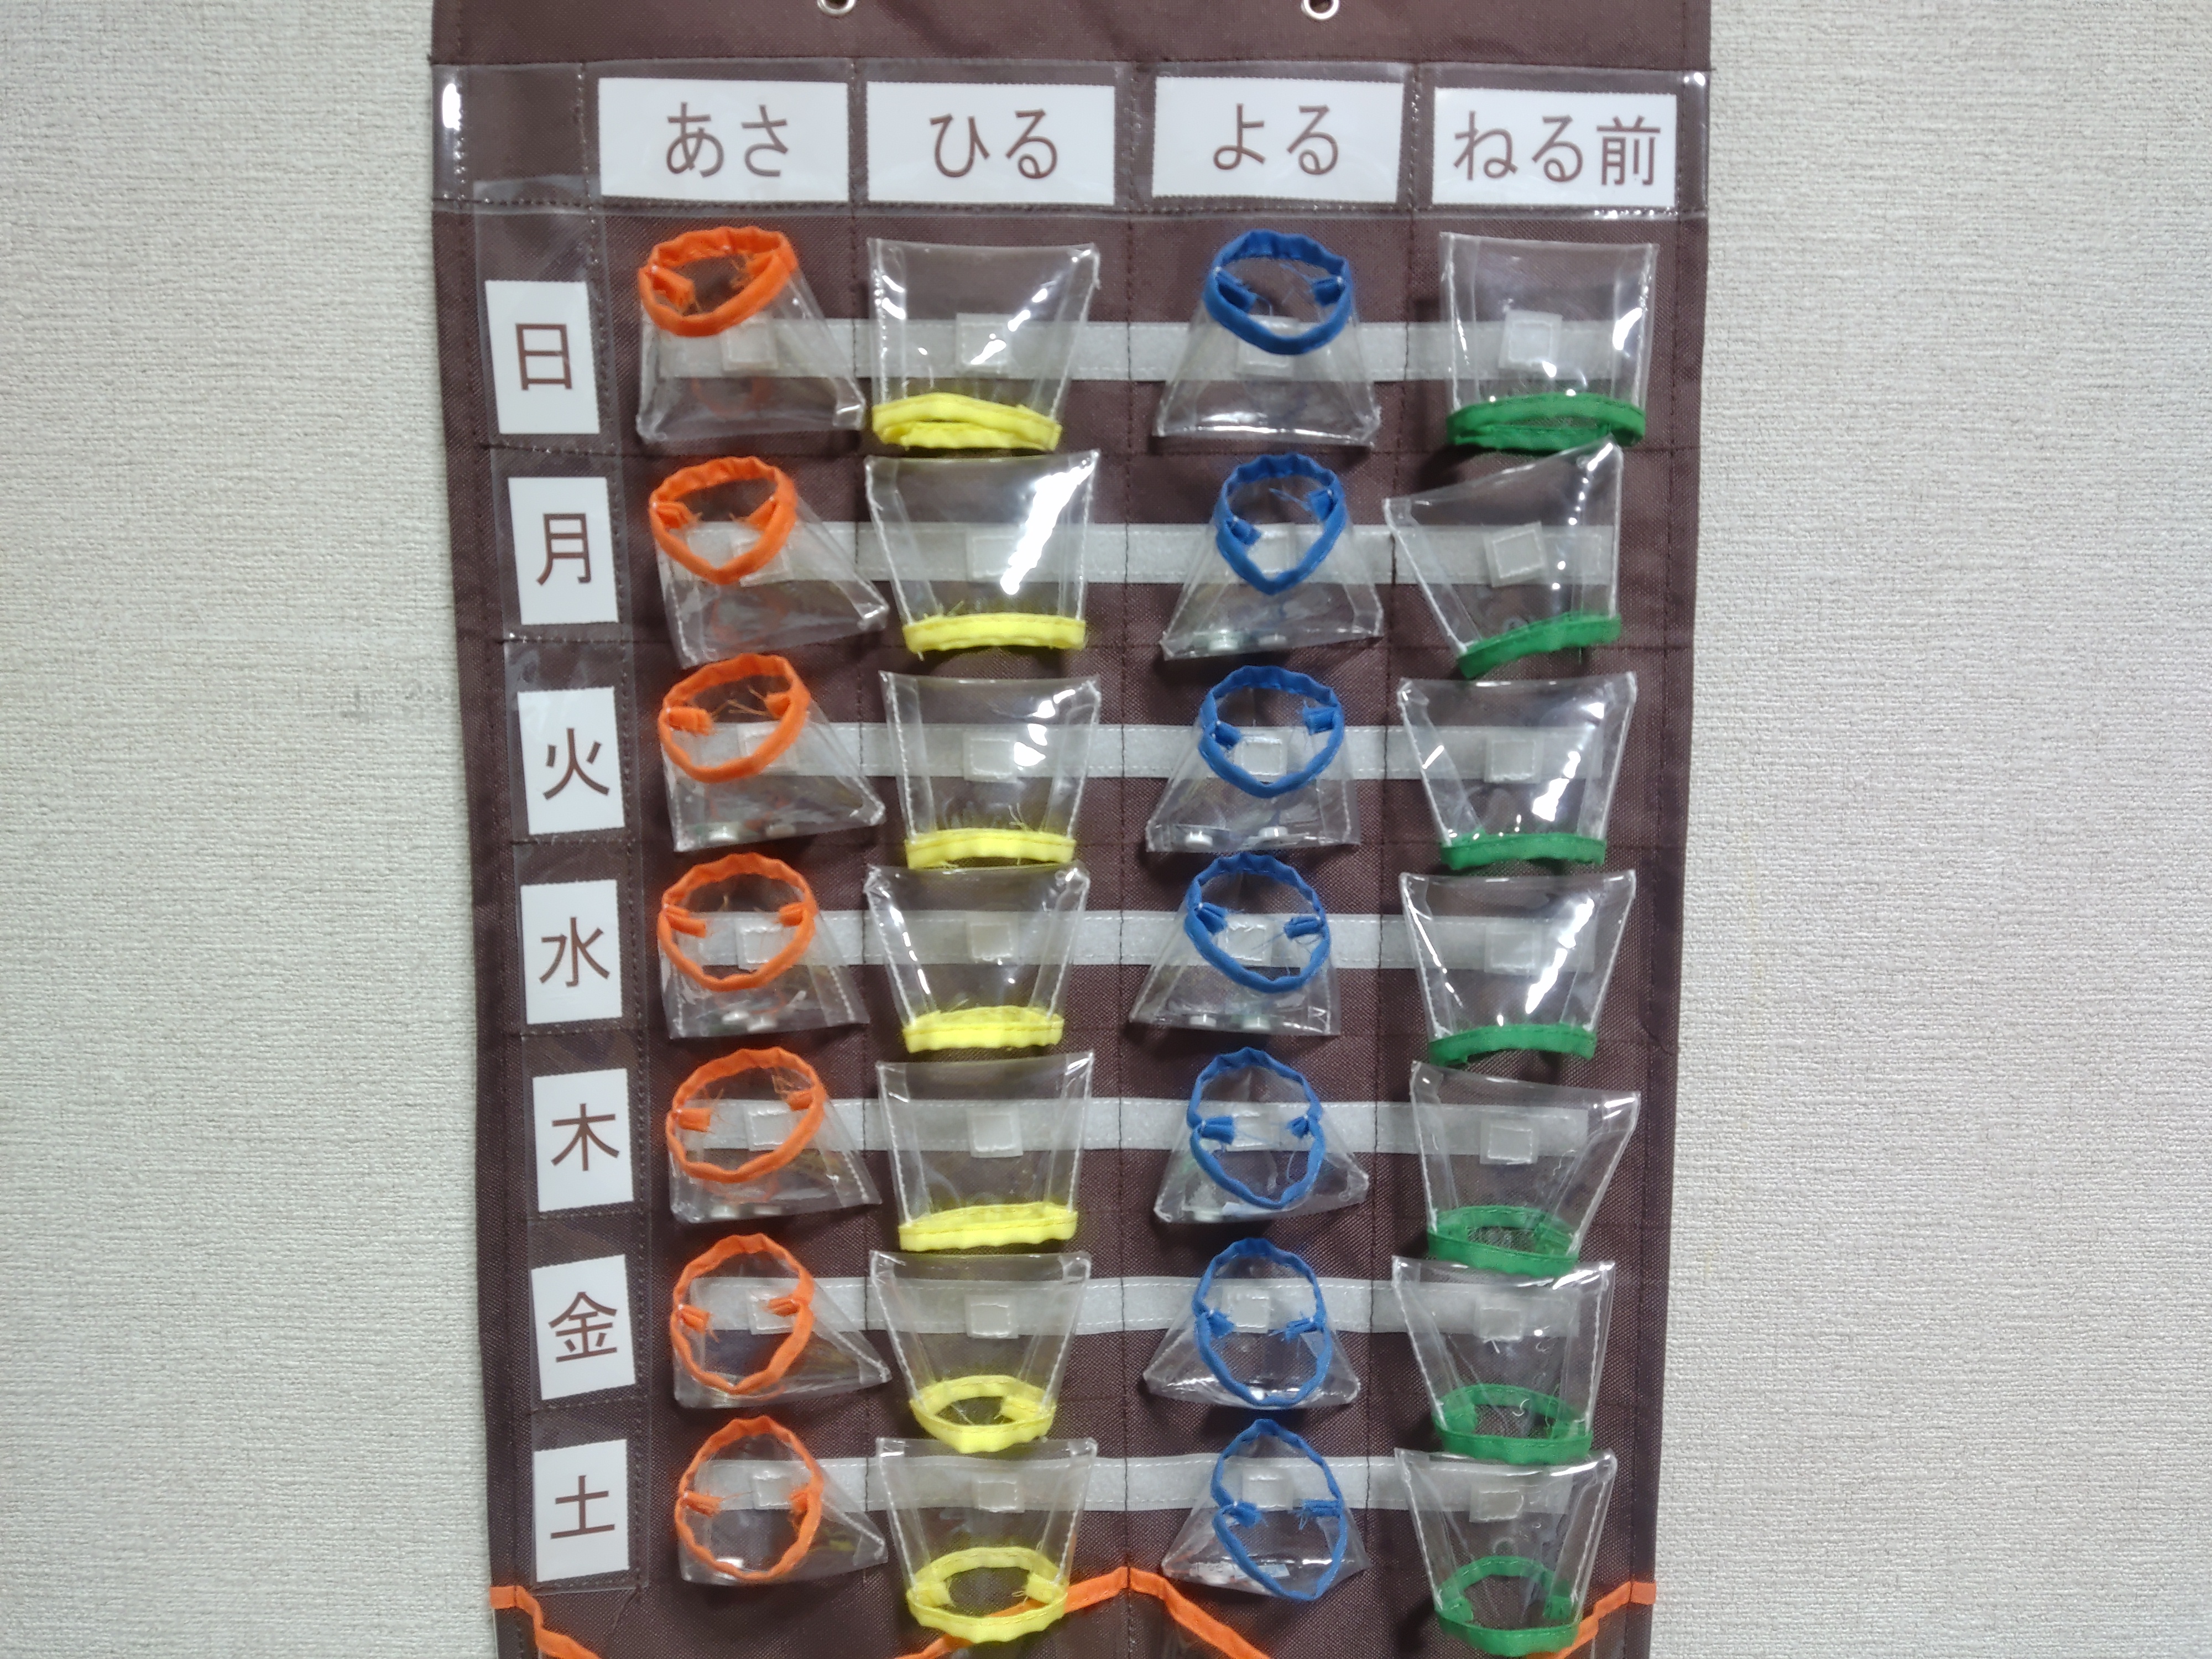 あさ ひる よる ねる前
日
月
火
水
木
金
土